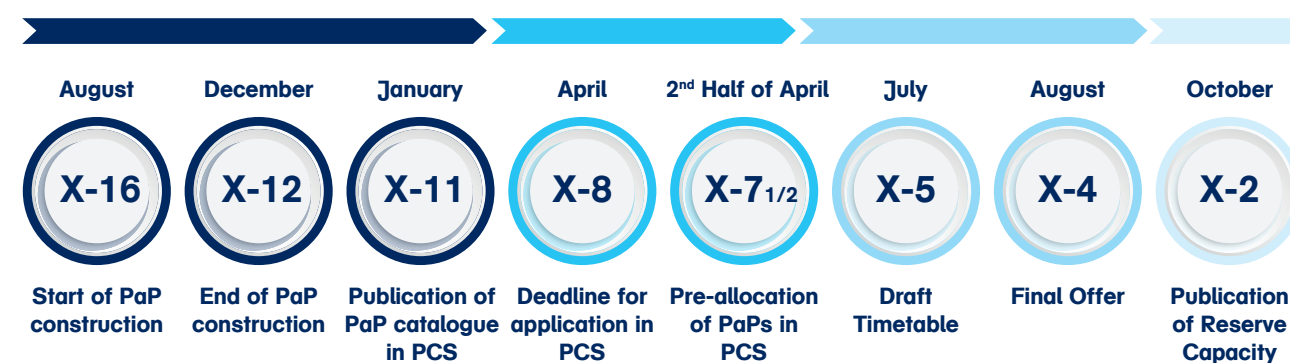 August
December
January
April
2nd Half of April
July
August
October
X-16
X-12
X-11
X-8
X-71/2
X-5
X-4
X-2
Start of PaP
construction
End of PaP
construction
Publication of
PaP catalogue
in PCS
Deadline for
application in
PCS
Pre-allocation
of PaPs in
PCS
Draft
Timetable
Final Offer
Publication
of Reserve
Capacity